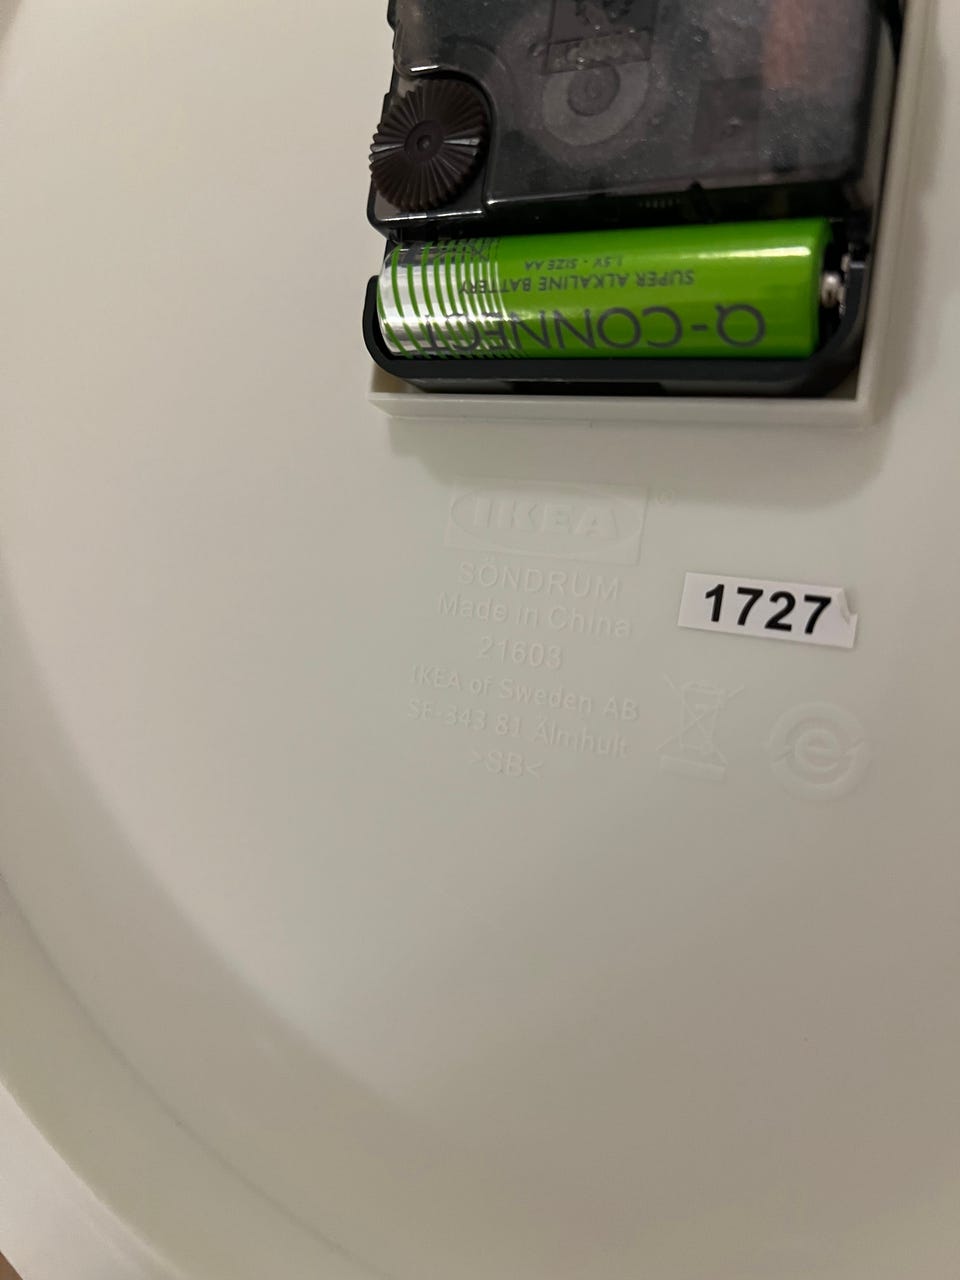 Q-CONNECT
SUPER ALKALINE BATTERY
1.5V • SIZE AA
IKEA®
SÖNDRUM
Made in China
21603
IKEA of Sweden AB
SE-343 81 Älmhult
>SB<
1727
e